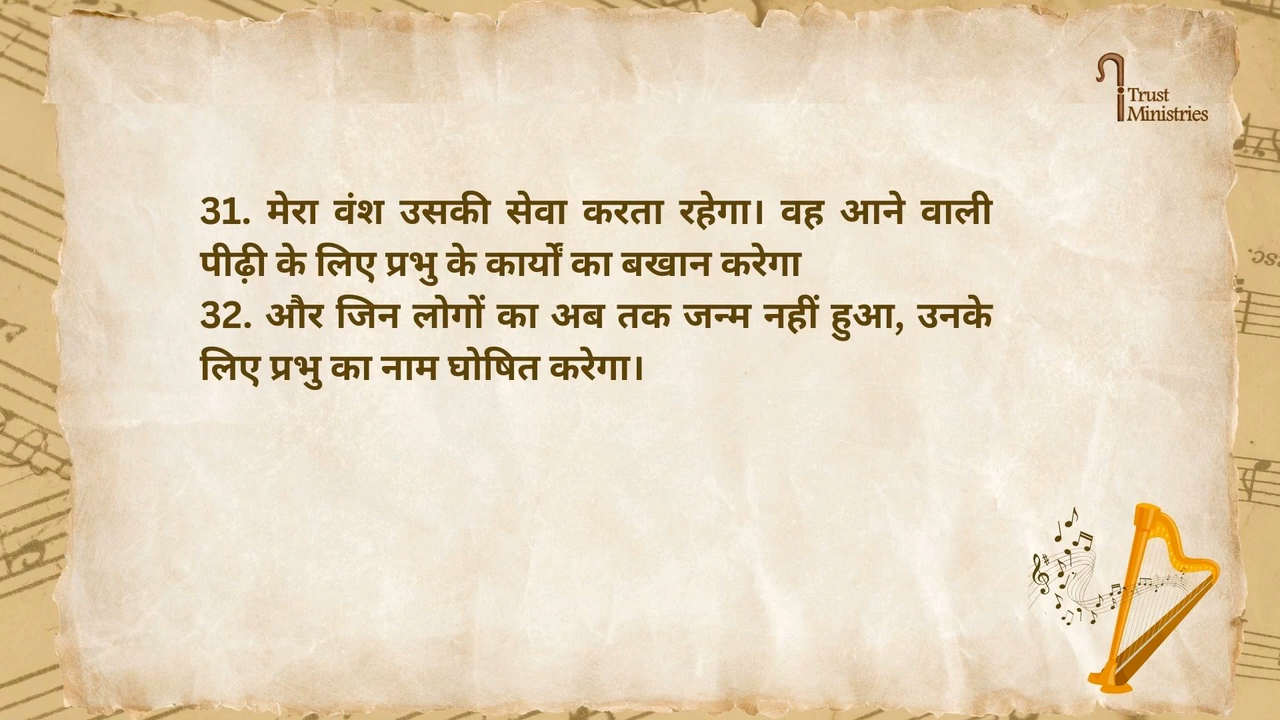 Trust
Ministries
31. मेरा वंश उसकी सेवा करता रहेगा। वह आने वाली
पीढ़ी के लिए प्रभु के कार्यों का बखान करेगा
32. और जिन लोगों का अब तक जन्म नहीं हुआ, उनके
लिए प्रभु का नाम घोषित करेगा।